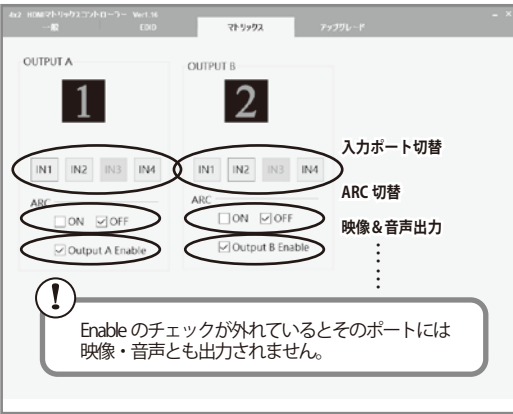 4x2 HDMIマトリックスコントローラー Ver1.16
一般 EDID マトリックス アップグレード
OUTPUT A
OUTPUT B
1
2
IN1 IN2 IN3 IN4
IN1 IN2 IN3 IN4
入力ポート切替
ARC
ARC
ARC 切替
ON OFF
ON OFF
映像&音声出力
Output A Enable
Output B Enable
!
Enable のチェックが外れているとそのポートには
映像・音声とも出力されません。